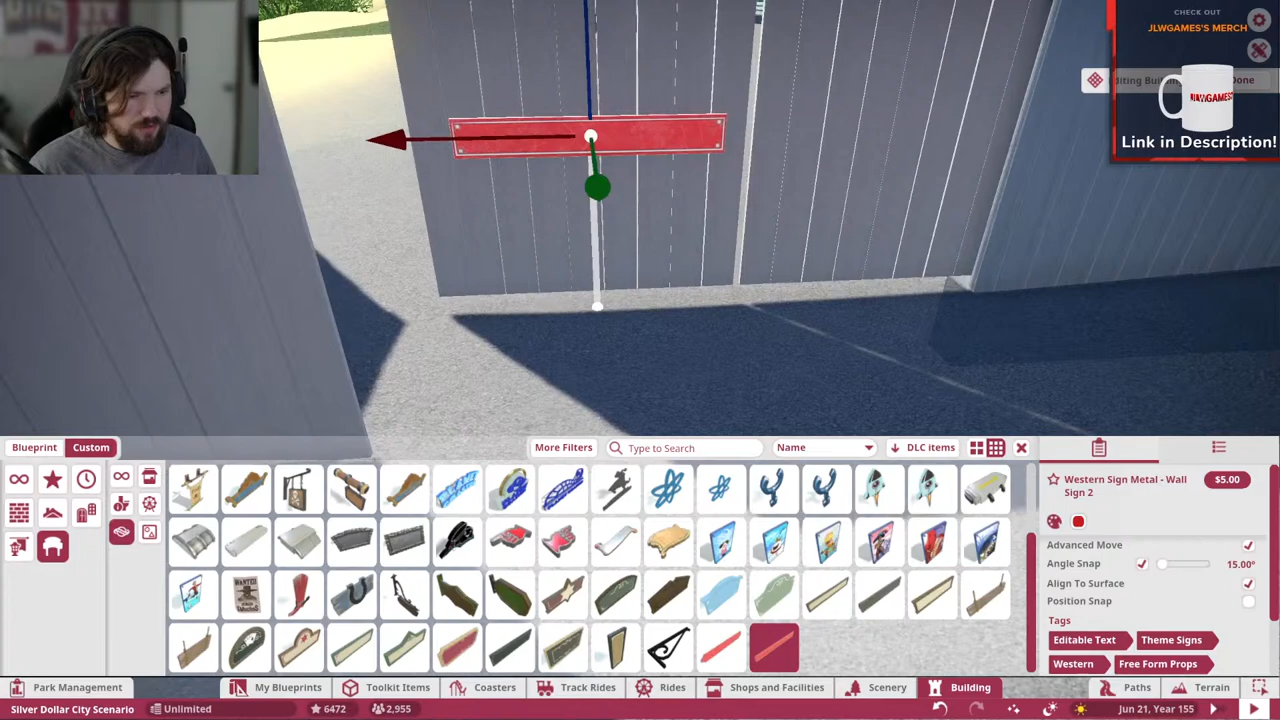 CHECK OUT
JLWGAMES'S MERCH
Done
JLWGAMES
Link in Description!
Blueprint
Custom
More Filters
Type to Search
Name
DLC items
Western Sign Metal - Wall
Sign 2
$5.00
Advanced Move
Angle Snap
15.00°
Align To Surface
Position Snap
Tags
Editable Text
Theme Signs
Western
Free Form Props
Park Management
My Blueprints
Toolkit Items
Coasters
Track Rides
Rides
Shops and Facilities
Scenery
Building
Paths
Terrain
Silver Dollar City Scenario
Unlimited
6472
2,955
Jun 21, Year 155